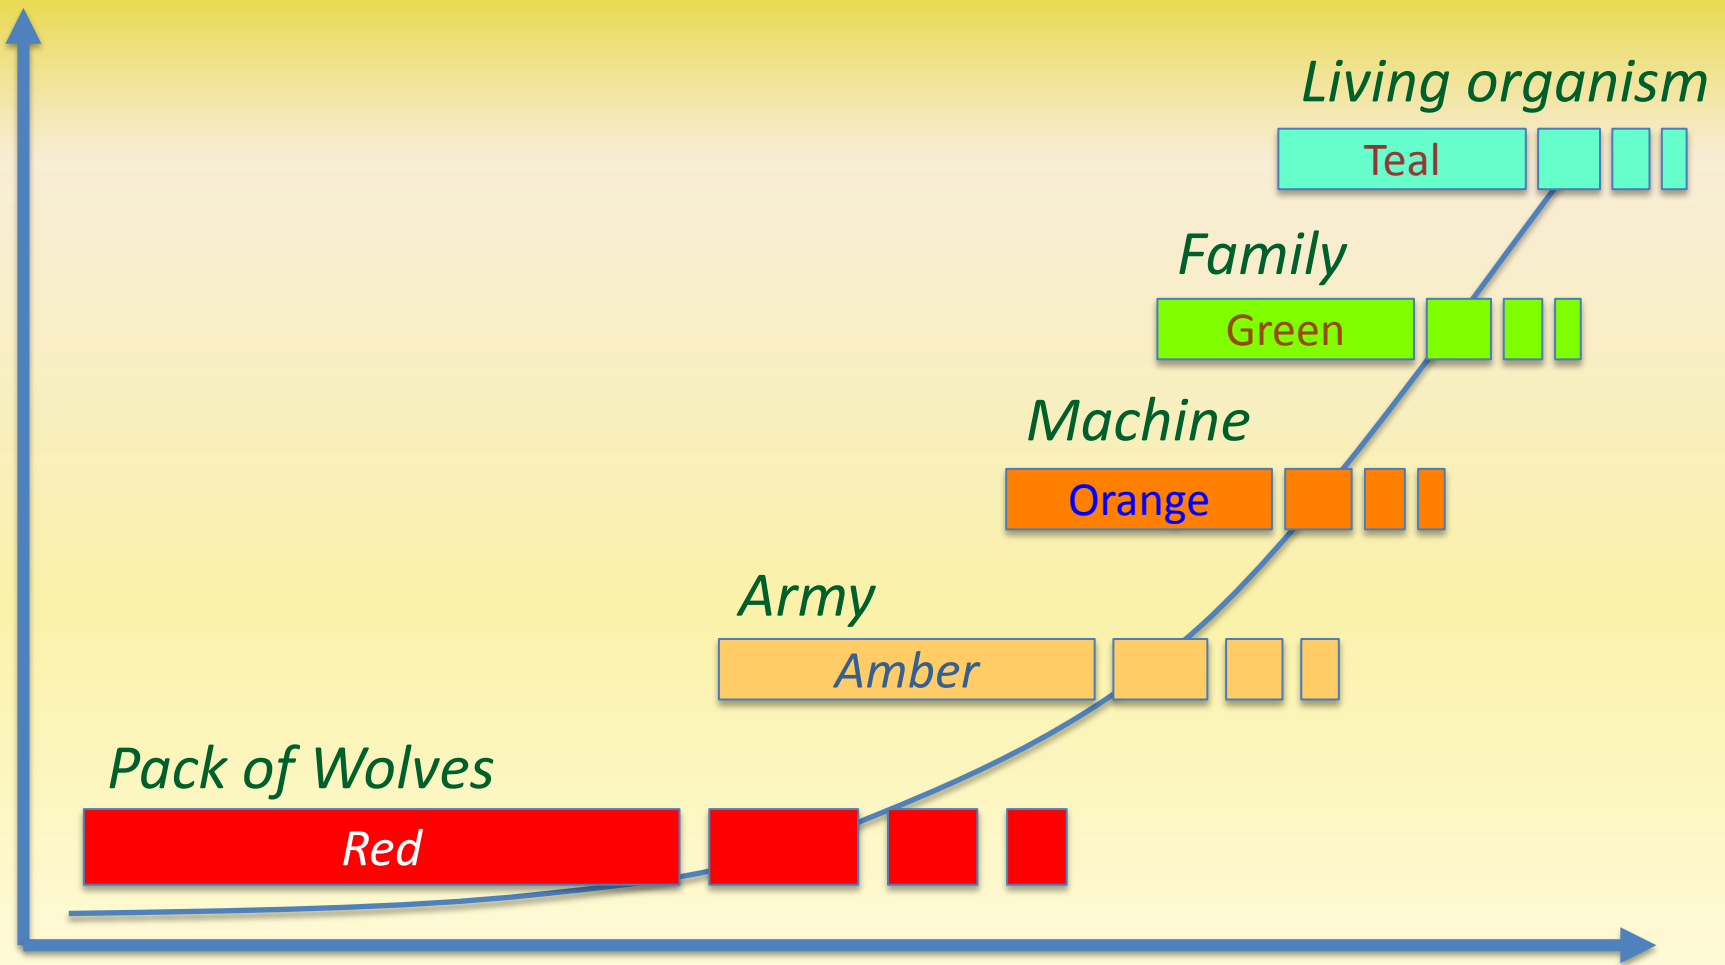 Living organism
Teal
Family
Green
Machine
Orange
Army
Amber
Pack of Wolves
Red